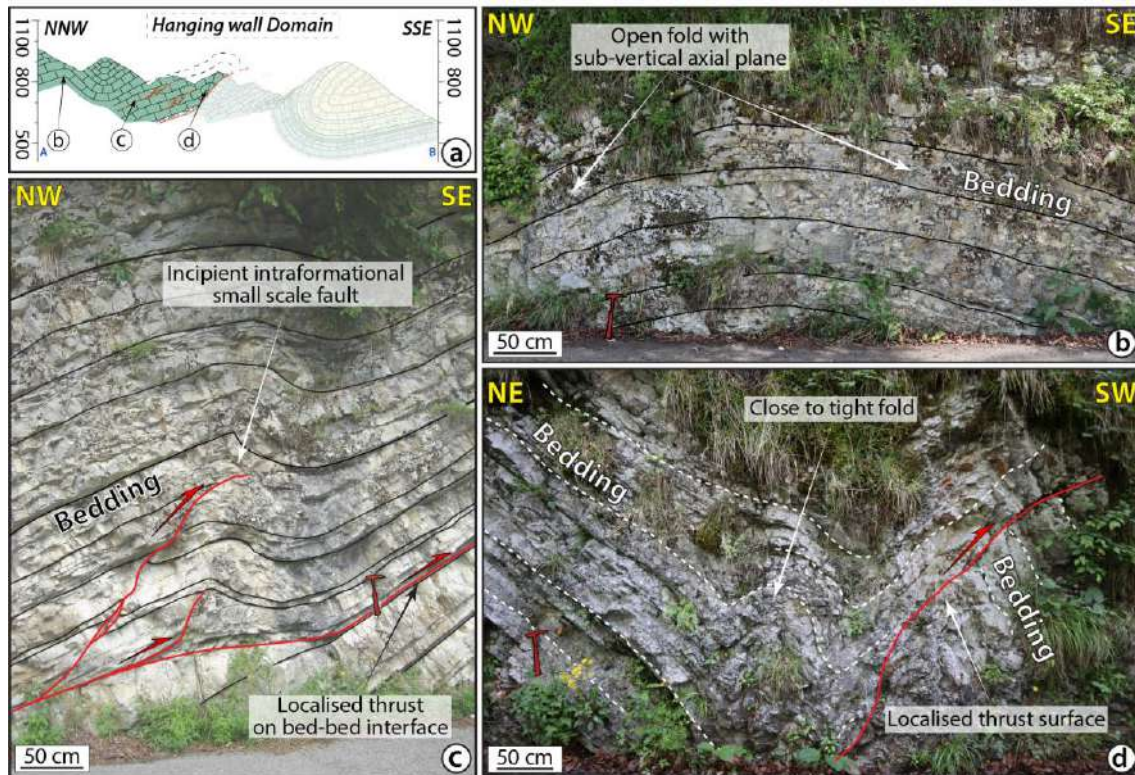 NNW
Hanging wall Domain
SSE
1100
800
500
1100
900
800
600
b
c
d
A
B
a
NW
SE
Open fold with
sub-vertical axial plane
Bedding
50 cm
b
NW
SE
Incipient intraformational
small scale fault
Bedding
Localised thrust
on bed-bed interface
50 cm
c
NE
SW
Close to tight fold
Bedding
Bedding
Localised thrust surface
50 cm
d